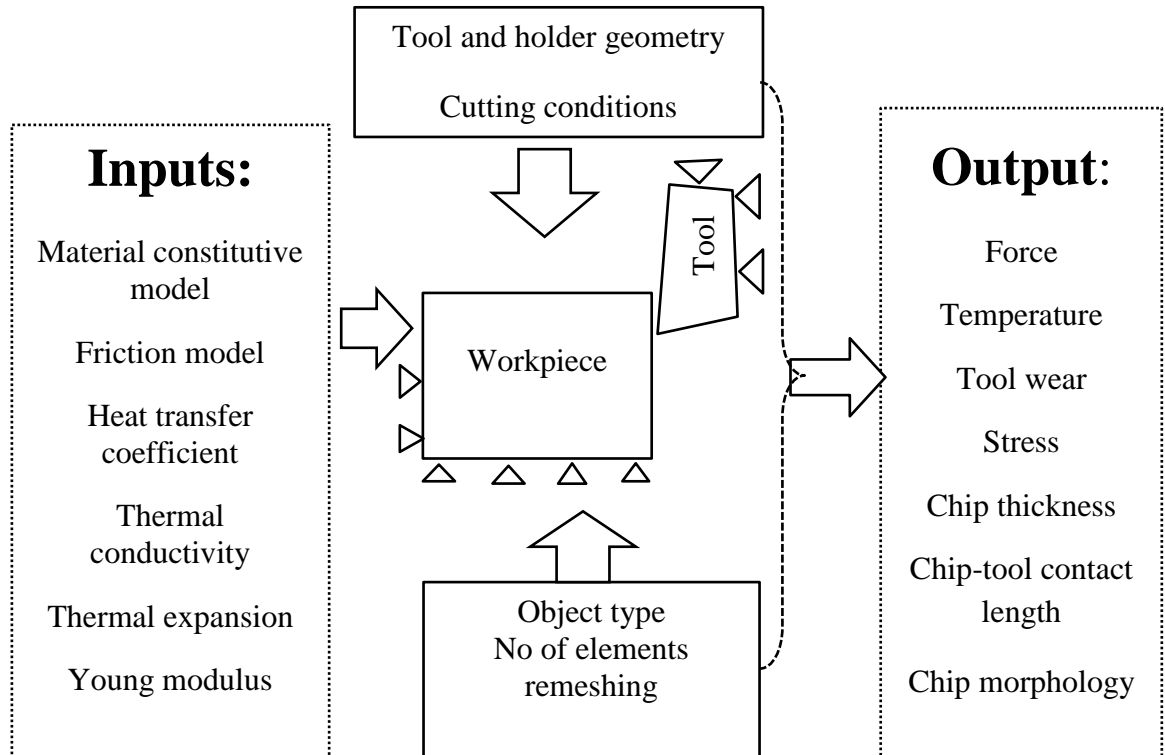 Tool and holder geometry
Cutting conditions
Inputs:
Material constitutive
model
Friction model
Heat transfer
coefficient
Thermal
conductivity
Thermal expansion
Young modulus
Tool
Workpiece
Object type
No of elements
remeshing
Output:
Force
Temperature
Tool wear
Stress
Chip thickness
Chip-tool contact
length
Chip morphology